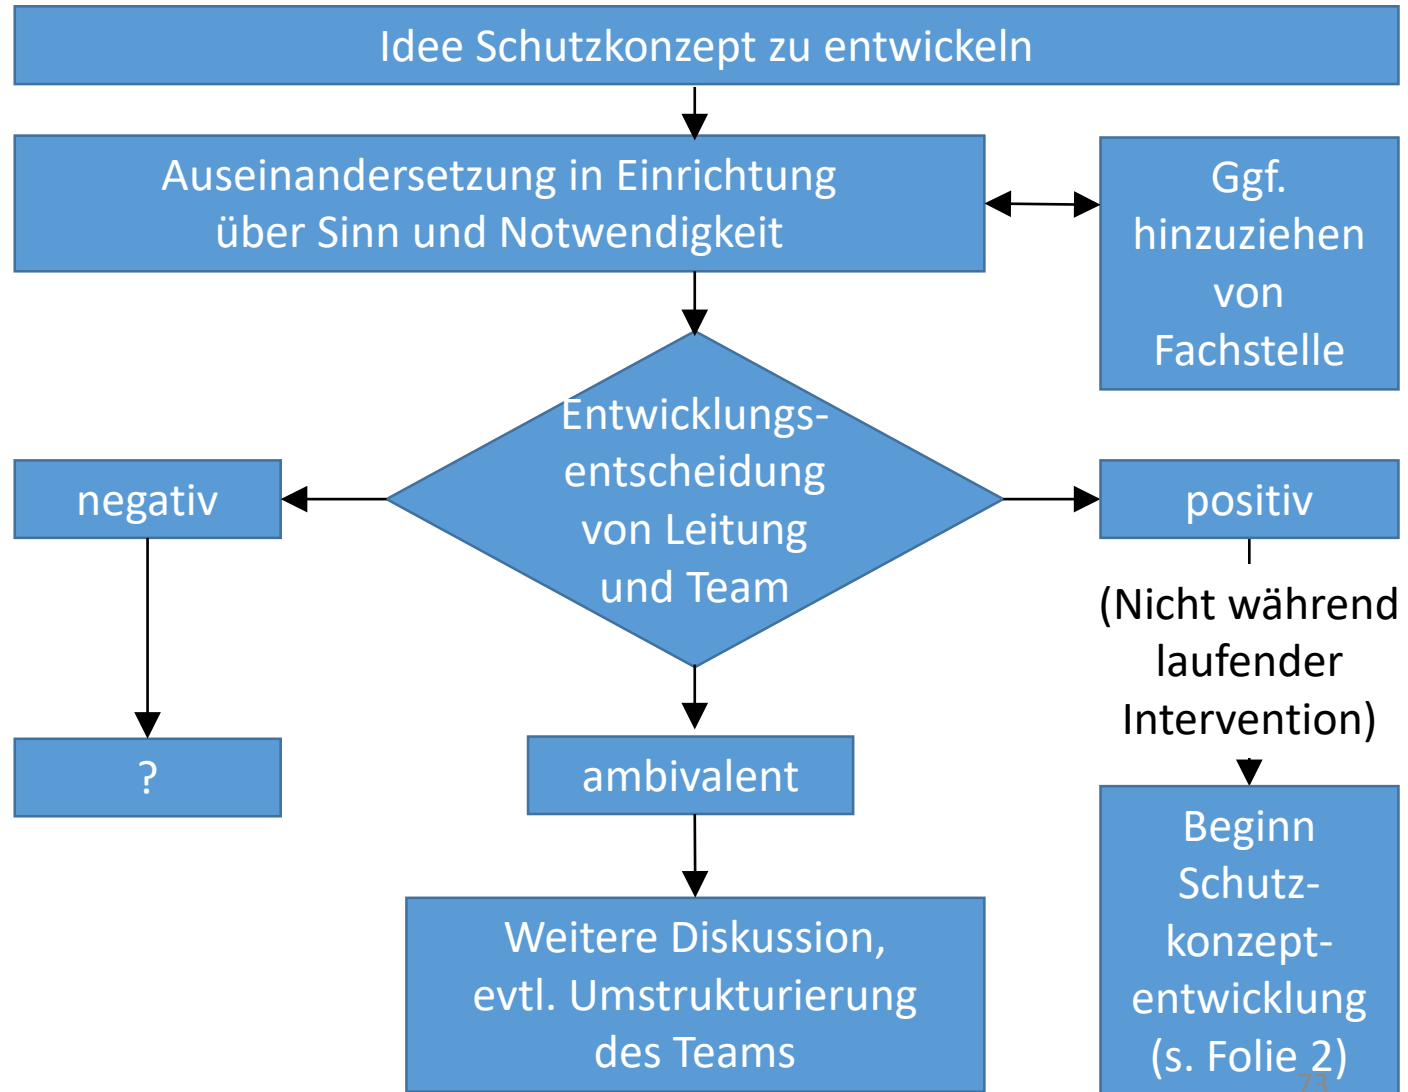 Idee Schutzkonzept zu entwickeln
Auseinandersetzung in Einrichtung
über Sinn und Notwendigkeit
Ggf.
hinzuziehen
von
Fachstelle
Entwicklungs-
entscheidung
von Leitung
und Team
negativ
positiv
(Nicht während
laufender
Intervention)
?
ambivalent
Weitere Diskussion,
evtl. Umstrukturierung
des Teams
Beginn
Schutz-
konzept-
entwicklung
(s. Folie 2)
73